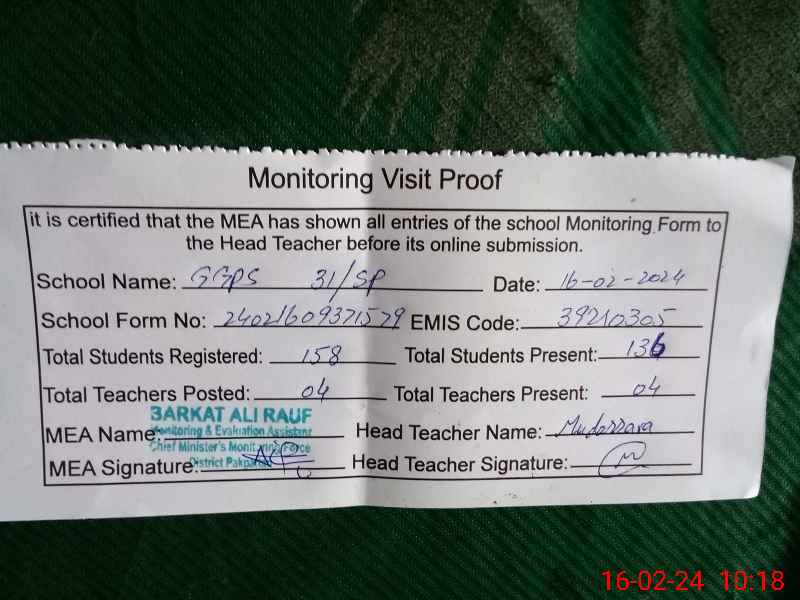 Monitoring Visit Proof
it is certified that the MEA has shown all entries of the school Monitoring Form to
the Head Teacher before its online submission.
School Name: GGPS 31/SP Date: 16-02-2024
School Form No: 24021609371579 EMIS Code: 39210305
Total Students Registered: 158 Total Students Present: 136
Total Teachers Posted: 04 Total Teachers Present: 04
BARKAT ALI RAUF
Monitoring & Evaluation Assistant
MEA Name: Head Teacher Name: Mudassara
Chief Minister's Monitoring Force
District Pakpattan
MEA Signature: Head Teacher Signature:
16-02-24 10:18